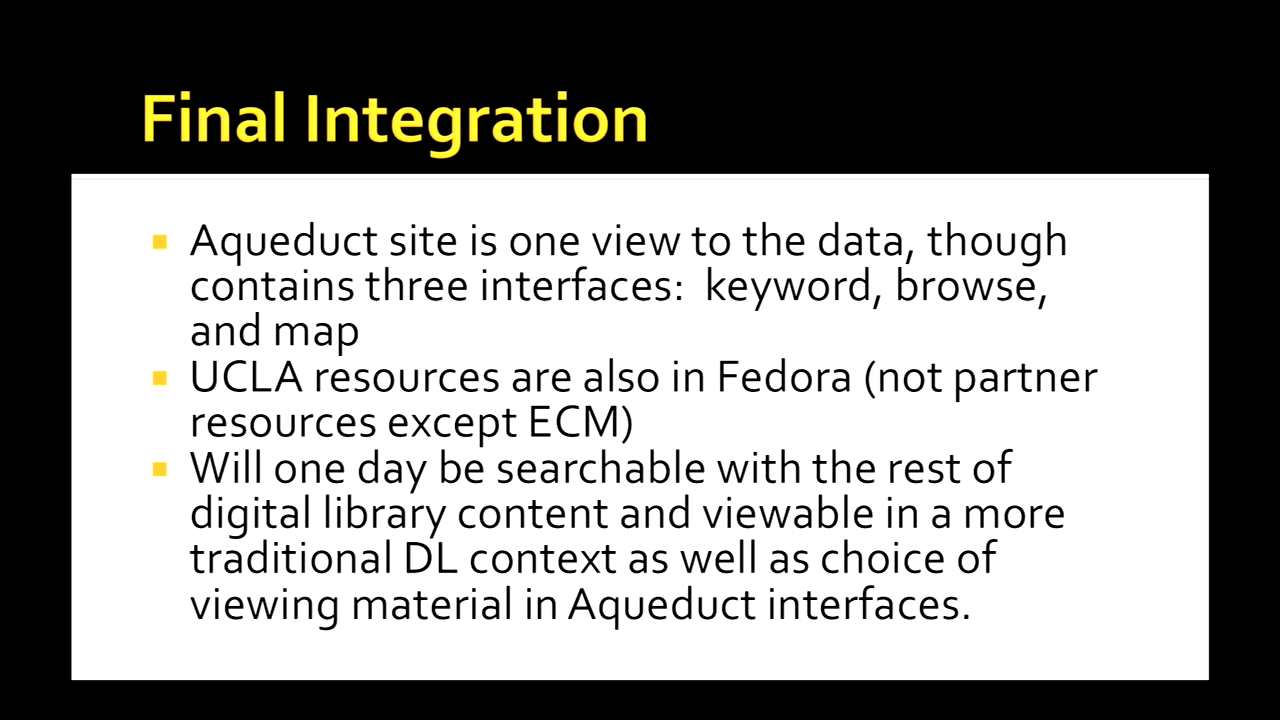 Final Integration
Aqueduct site is one view to the data, though
contains three interfaces:  keyword, browse,
and map
UCLA resources are also in Fedora (not partner
resources except ECM)
Will one day be searchable with the rest of
digital library content and viewable in a more
traditional DL context as well as choice of
viewing material in Aqueduct interfaces.